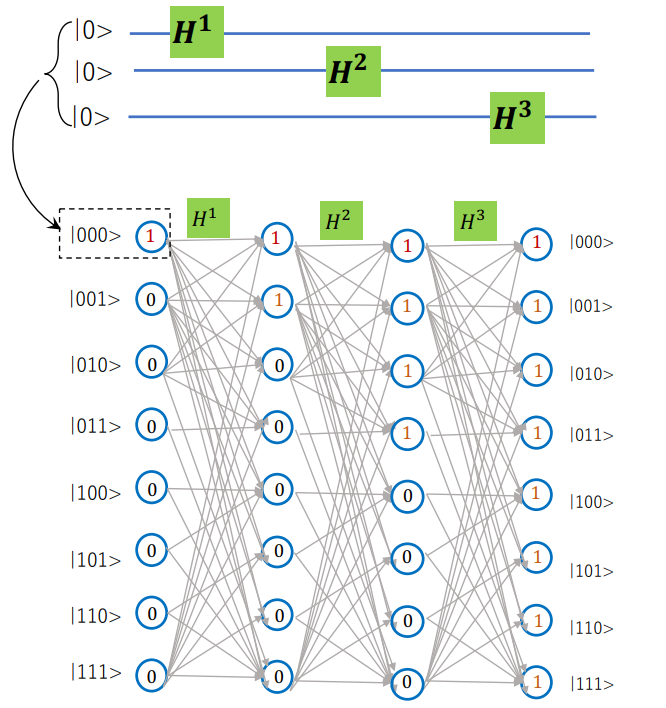 |0> H¹
|0> H²
|0> H³
H¹ H² H³
|000> 1 1 1 1 |000>
|001> 0 1 1 1 |001>
|010> 0 0 1 1 |010>
|011> 0 0 1 1 |011>
|100> 0 0 0 1 |100>
|101> 0 0 0 1 |101>
|110> 0 0 0 1 |110>
|111> 0 0 0 1 |111>